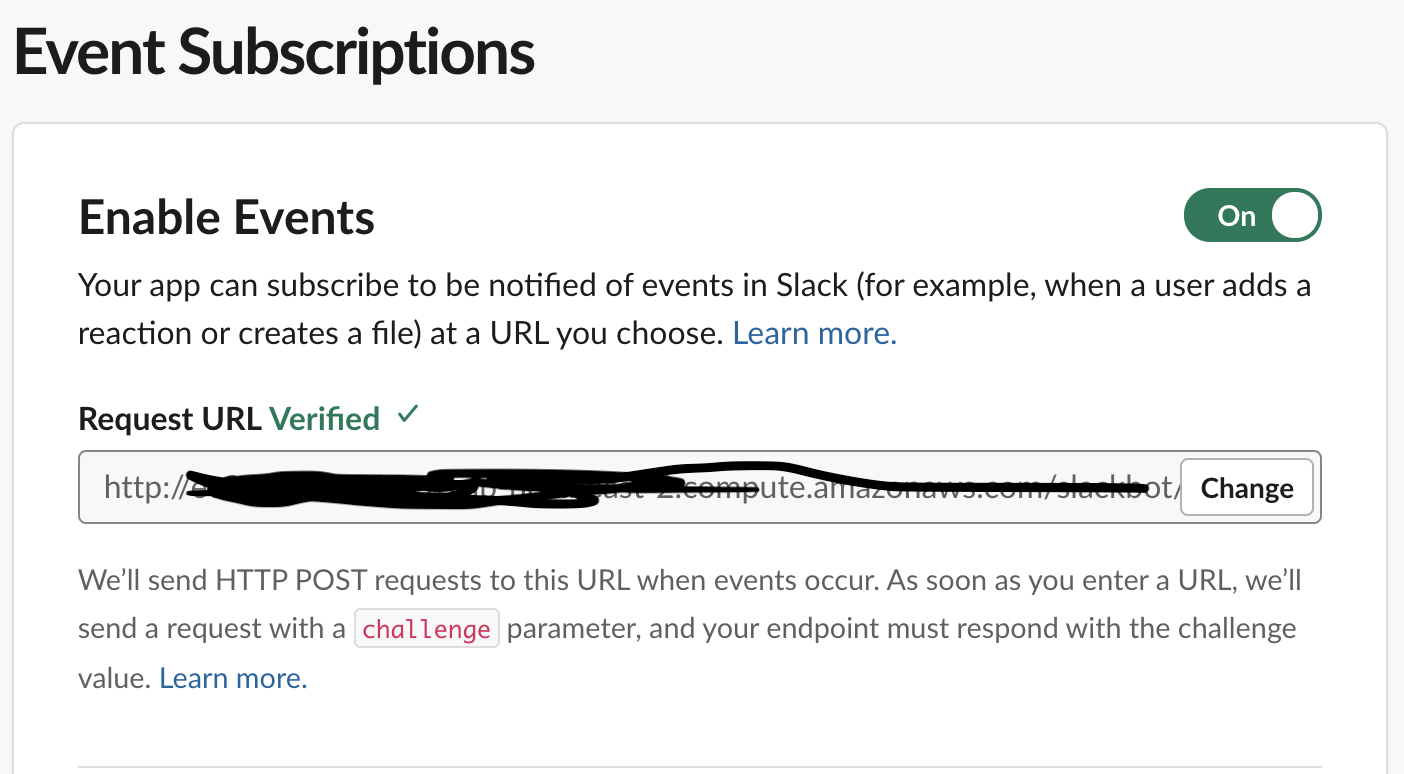 Event Subscriptions
Enable Events
On
Your app can subscribe to be notified of events in Slack (for example, when a user adds a
reaction or creates a file) at a URL you choose. Learn more.
Request URL Verified ✓
http:// 2.compute.amazonaws.com/slackbot/
Change
We’ll send HTTP POST requests to this URL when events occur. As soon as you enter a URL, we’ll
send a request with a challenge parameter, and your endpoint must respond with the challenge
value. Learn more.